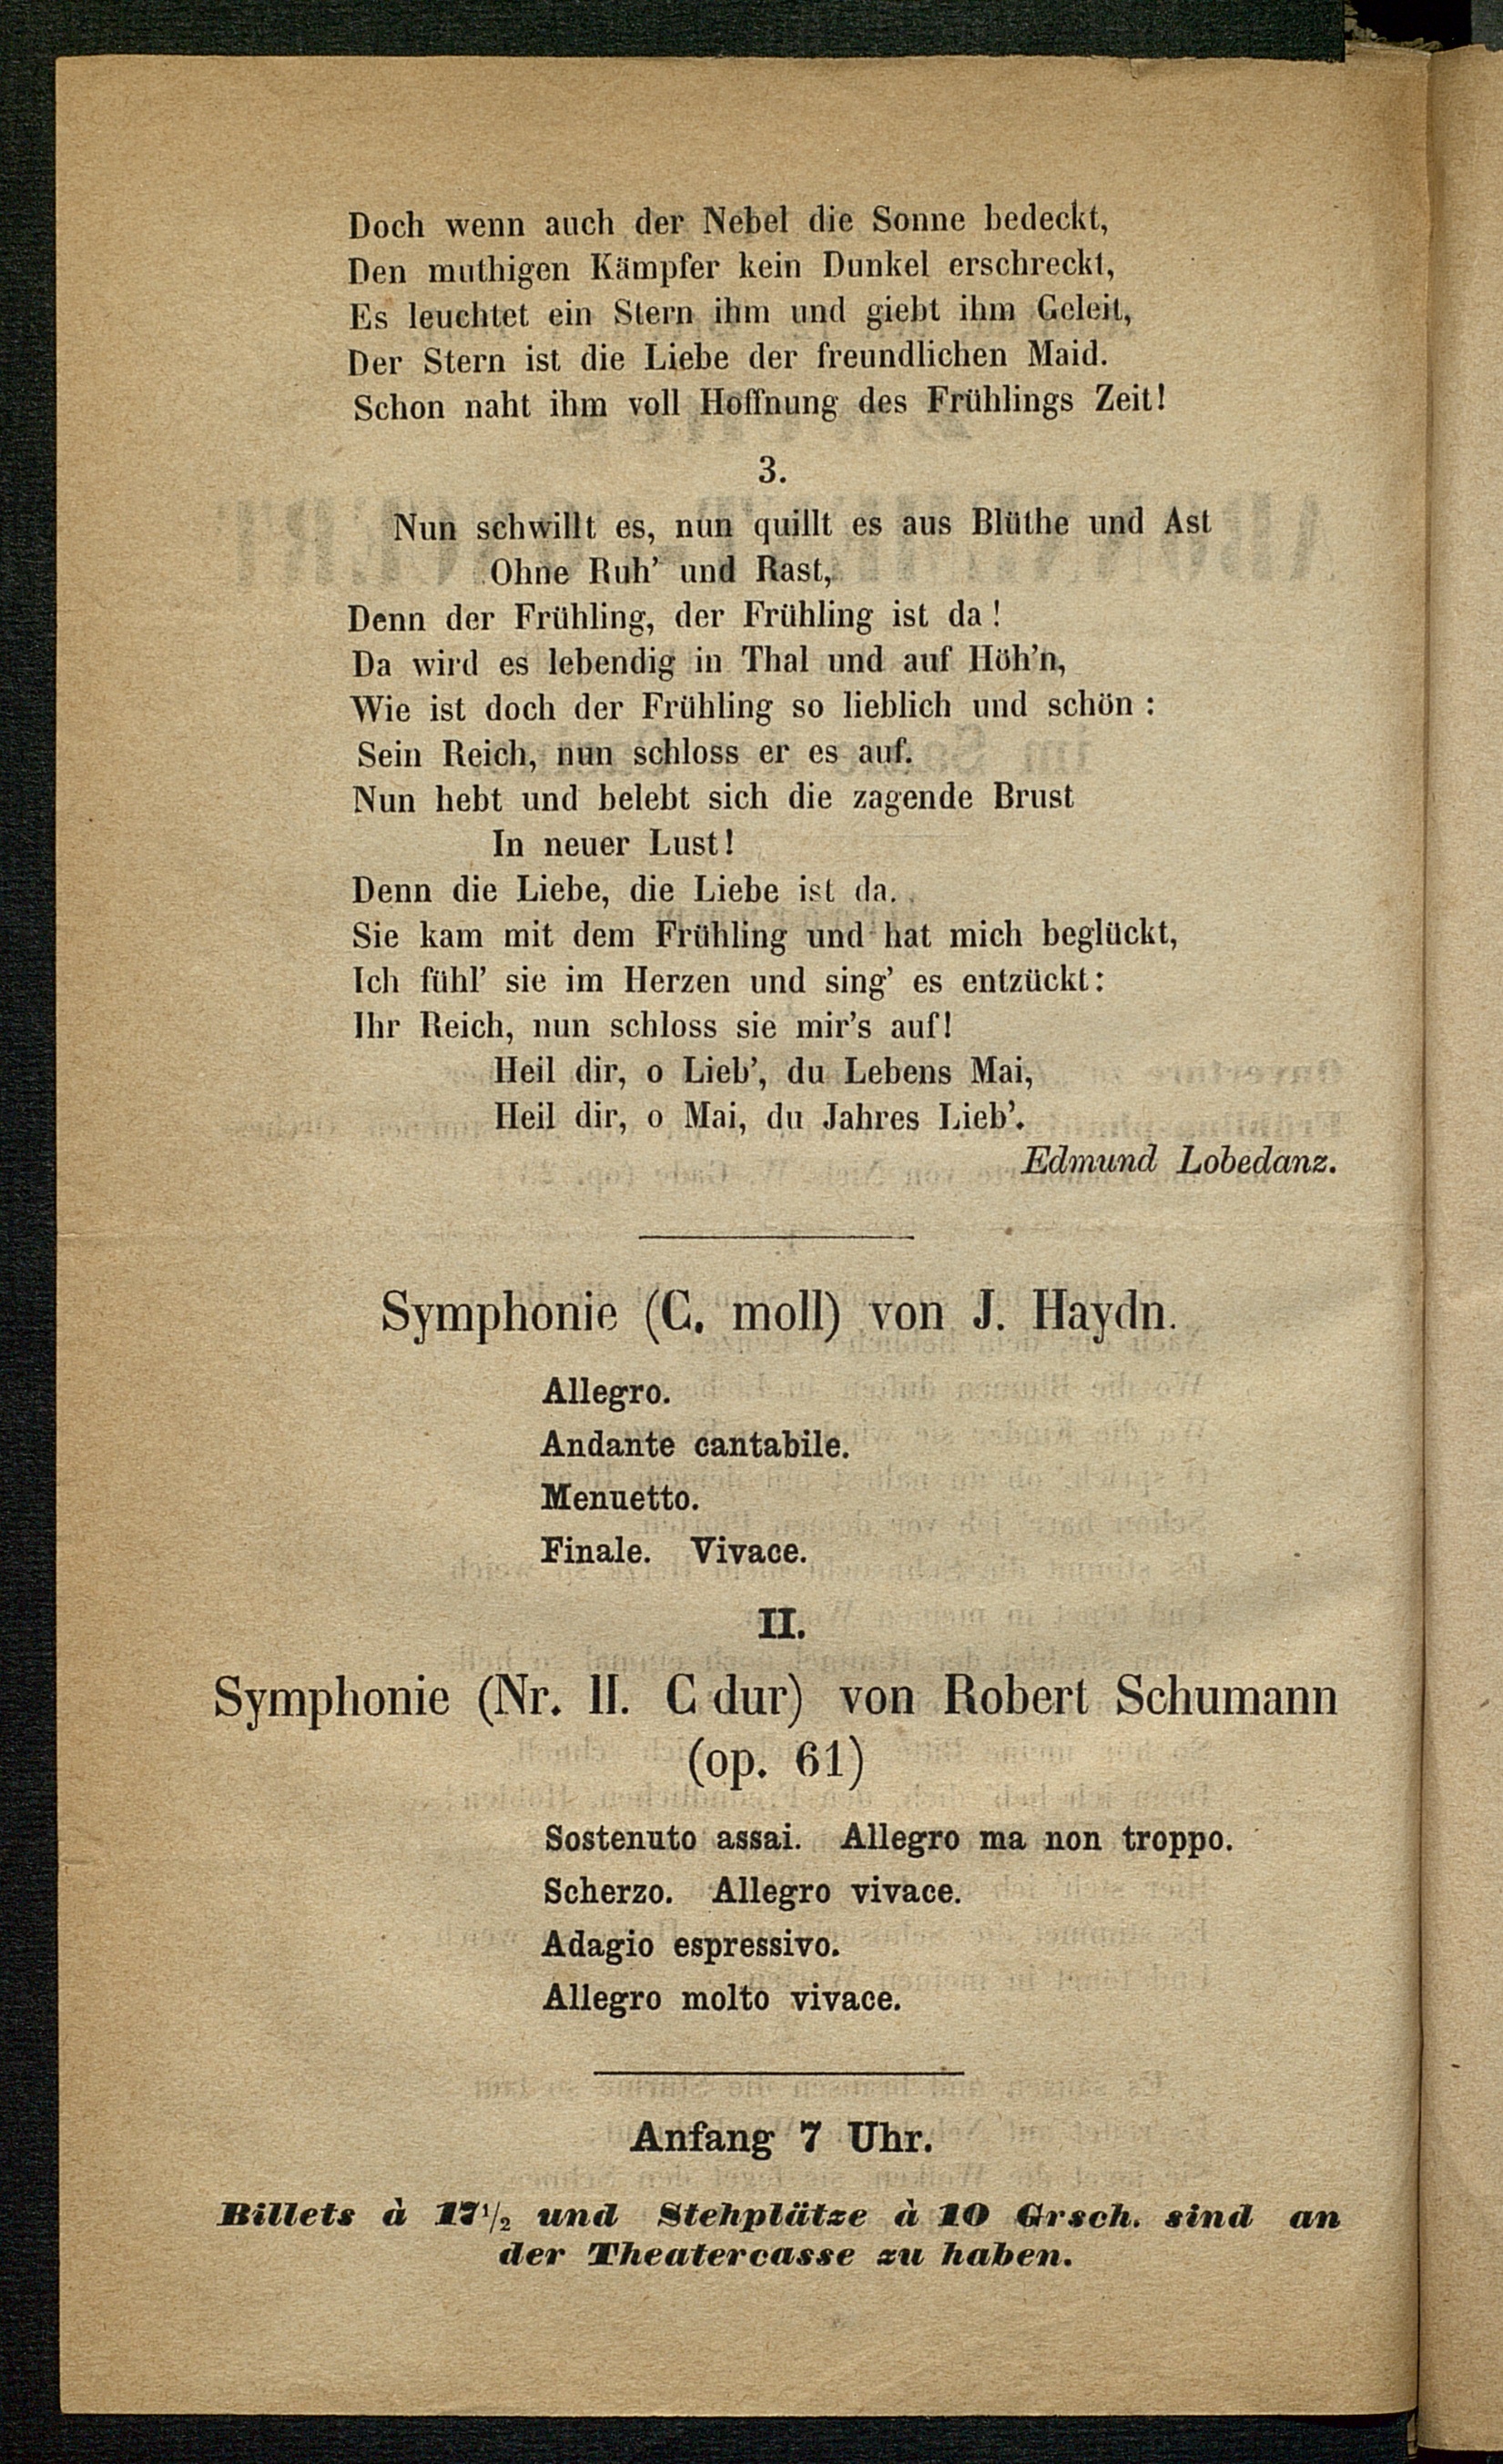 Doch wenn auch der Nebel die Sonne bedeckt,
Den muthigen Kämpfer kein Dunkel erschreckt,
Es leuchtet ein Stern ihm und giebt ihm Geleit,
Der Stern ist die Liebe der freundlichen Maid.
Schon naht ihm voll Hoffnung des Frühlings Zeit!
3.
Nun schwillt es, nun quillt es aus Blüthe und Ast
Ohne Ruh' und Rast,
Denn der Frühling, der Frühling ist da!
Da wird es lebendig in Thal und auf Höh'n,
Wie ist doch der Frühling so lieblich und schön:
Sein Reich, nun schloss er es auf.
Nun hebt und belebt sich die zagende Brust
In neuer Lust!
Denn die Liebe, die Liebe ist da.
Sie kam mit dem Frühling und hat mich beglückt,
Ich fühl' sie im Herzen und sing' es entzückt:
Ihr Reich, nun schloss sie mir's auf!
Heil dir, o Lieb', du Lebens Mai,
Heil dir, o Mai, du Jahres Lieb'.
Edmund Lobedanz.
Symphonie (C. moll) von J. Haydn.
Allegro.
Andante cantabile.
Menuetto.
Finale. Vivace.
II.
Symphonie (Nr. II. C dur) von Robert Schumann
(op. 61)
Sostenuto assai. Allegro ma non troppo.
Scherzo. Allegro vivace.
Adagio espressivo.
Allegro molto vivace.
Anfang 7 Uhr.
Billets à 17 1/2 und Stehplätze à 10 Grsch. sind an
der Theatercasse zu haben.